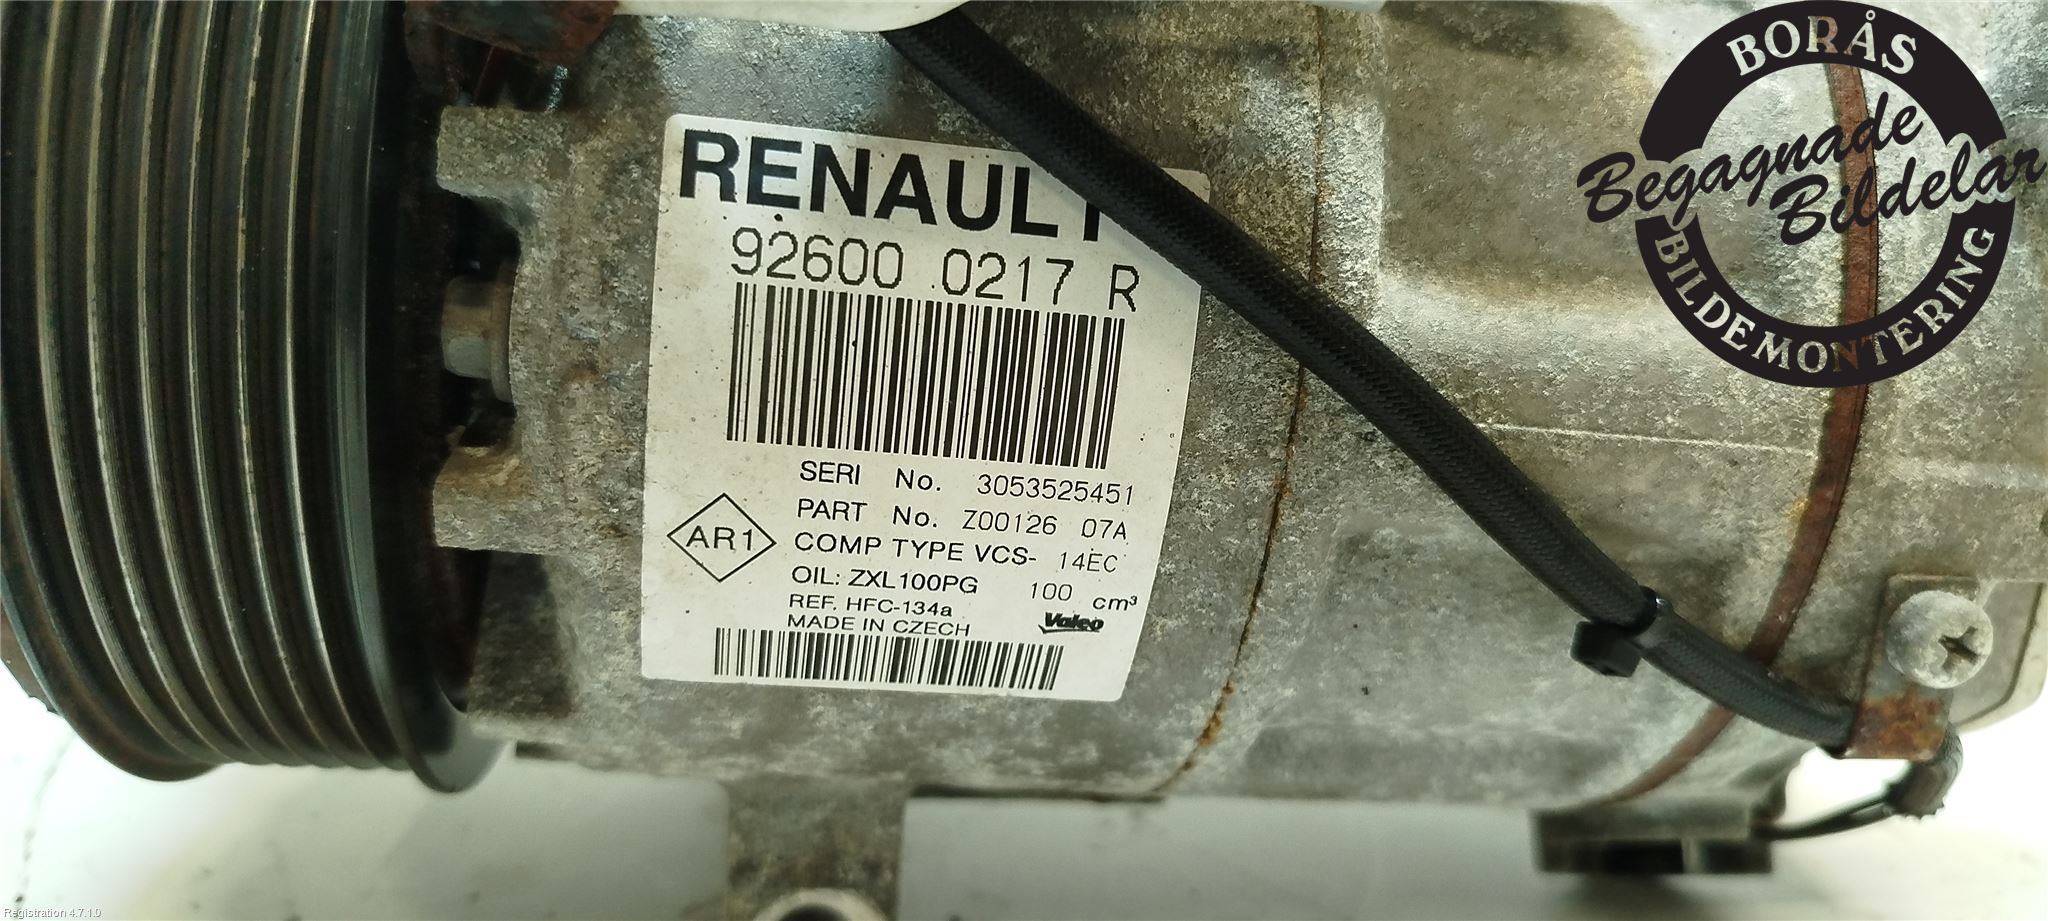 RENAULT
92600 0217 R
SERI No. 3053525451
PART No. Z00126 07A
AR1
COMP TYPE VCS- 14EC
OIL: ZXL100PG 100 cm³
REF. HFC-134a
MADE IN CZECH
Valeo
BORÅS
Begagnade
Bildelar
BILDEMONTERING
Registration 4.7.1.0